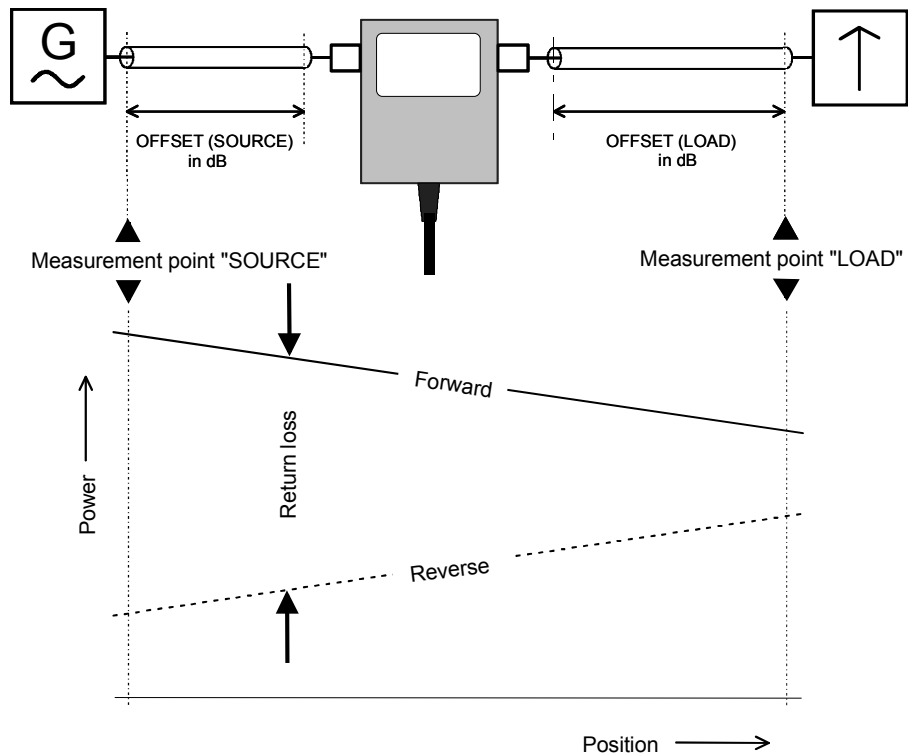 G
OFFSET (SOURCE)
in dB
OFFSET (LOAD)
in dB
Measurement point "SOURCE"
Measurement point "LOAD"
Forward
Power
Return loss
Reverse
Position